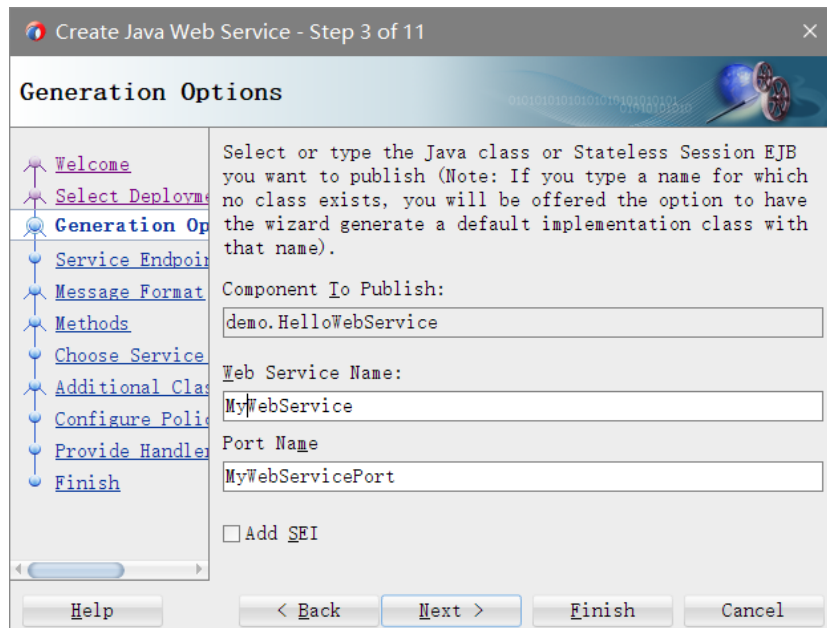 Create Java Web Service - Step 3 of 11
Generation Options
Welcome
Select Deployme
Generation Op
Service Endpoin
Message Format
Methods
Choose Service
Additional Clas
Configure Polic
Provide Handler
Finish
Select or type the Java class or Stateless Session EJB
you want to publish (Note: If you type a name for which
no class exists, you will be offered the option to have
the wizard generate a default implementation class with
that name).
Component To Publish:
demo.HelloWebService
Web Service Name:
MyWebService
Port Name
MyWebServicePort
Add SEI
Help
< Back
Next >
Finish
Cancel